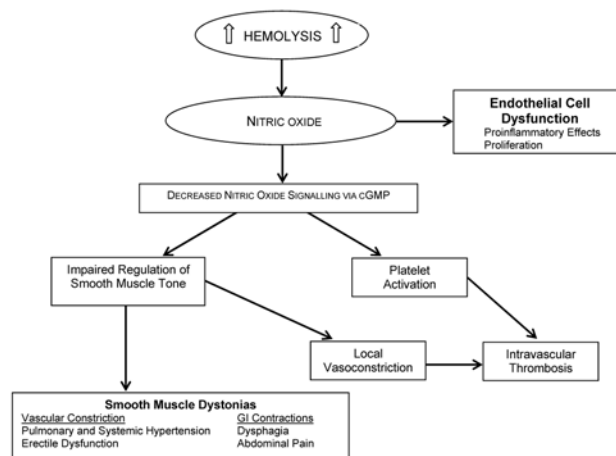 ⇧ HEMOLYSIS ⇧
NITRIC OXIDE
Endothelial Cell
Dysfunction
Proinflammatory Effects
Proliferation
DECREASED NITRIC OXIDE SIGNALLING VIA cGMP
Impaired Regulation of
Smooth Muscle Tone
Platelet
Activation
Local
Vasoconstriction
Intravascular
Thrombosis
Smooth Muscle Dystonias
Vascular Constriction
Pulmonary and Systemic Hypertension
Erectile Dysfunction
GI Contractions
Dysphagia
Abdominal Pain